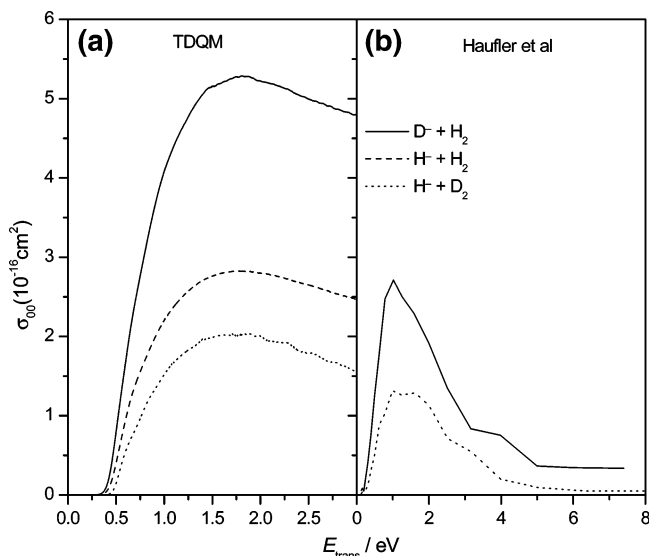 (a)
TDQM
(b)
Haufler et al
D⁻ + H₂
H⁻ + H₂
H⁻ + D₂
σ₀₀(10⁻¹⁶cm²)
6
5
4
3
2
1
0
0.0 0.5 1.0 1.5 2.0 2.5 0 2 4 6 8
E_trans / eV